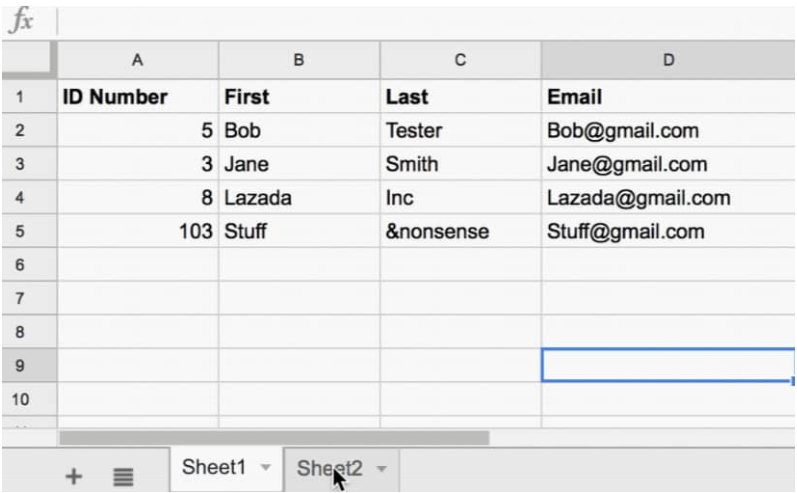 fx
A B C D
1 ID Number First Last Email
2 5 Bob Tester Bob@gmail.com
3 3 Jane Smith Jane@gmail.com
4 8 Lazada Inc Lazada@gmail.com
5 103 Stuff &nonsense Stuff@gmail.com
6
7
8
9
10
+ Sheet1 Sheet2